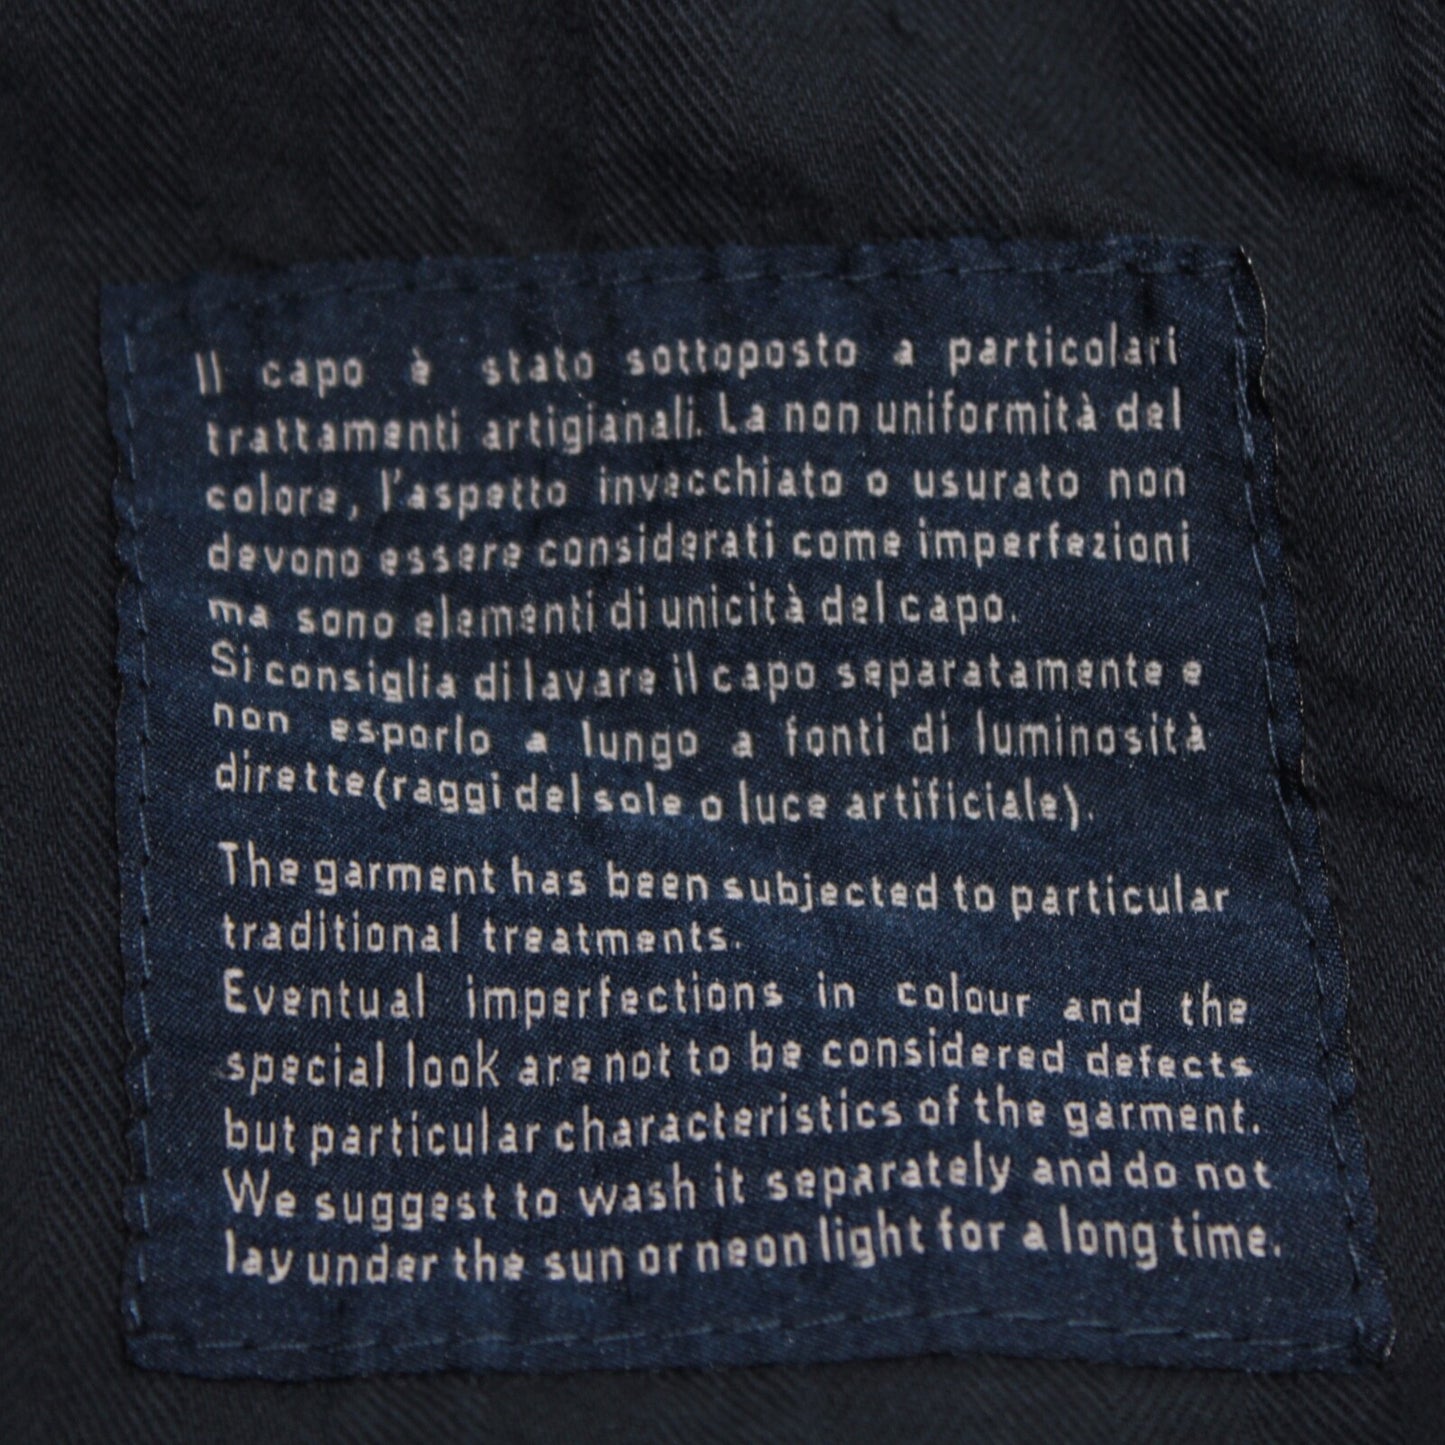 Il capo è stato sottoposto a particolari
trattamenti artigianali. La non uniformità del
colore, l'aspetto invecchiato o usurato non
devono essere considerati come imperfezioni
ma sono elementi di unicità del capo.
Si consiglia di lavare il capo separatamente e
non esporlo a lungo a fonti di luminosità
dirette(raggi del sole o luce artificiale).
The garment has been subjected to particular
traditional treatments.
Eventual imperfections in colour and the
special look are not to be considered defects
but particular characteristics of the garment.
We suggest to wash it separately and do not
lay under the sun or neon light for a long time.